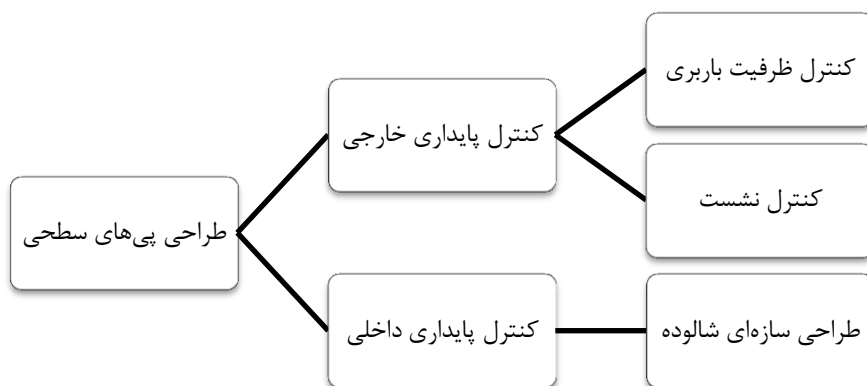 طراحی پی‌های سطحی
کنترل پایداری خارجی
کنترل ظرفیت باربری
کنترل نشست
کنترل پایداری داخلی
طراحی سازه‌ای شالوده